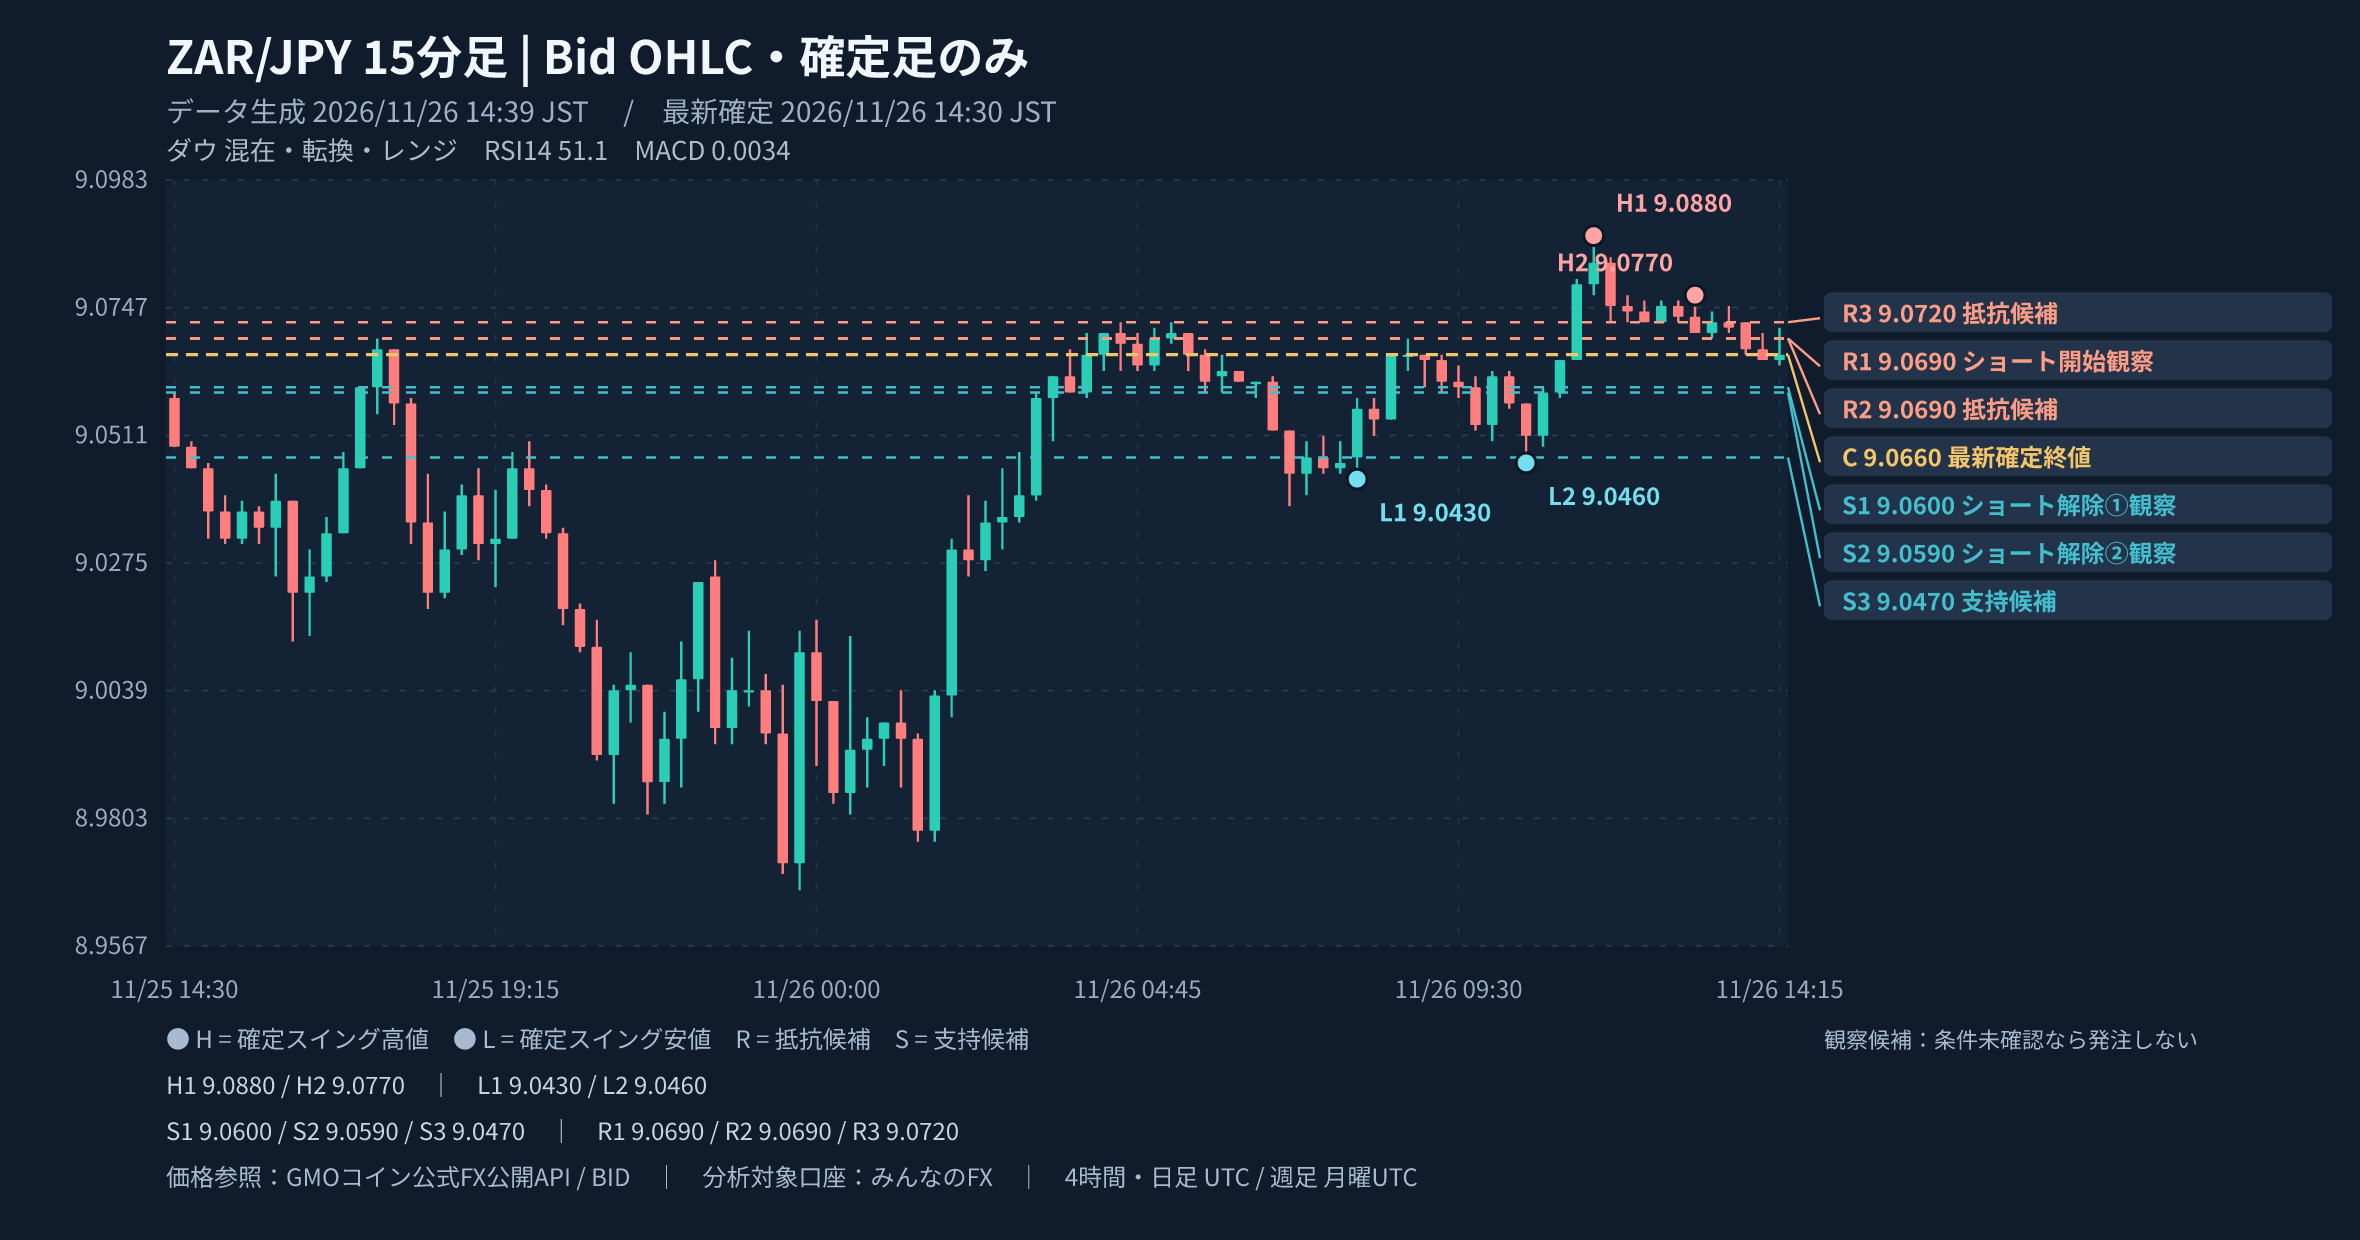 ZAR/JPY 15分足 | Bid OHLC・確定足のみ
データ生成 2026/11/26 14:39 JST / 最新確定 2026/11/26 14:30 JST
ダウ 混在・転換・レンジ RSI14 51.1 MACD 0.0034
9.0983
9.0747
9.0511
9.0275
9.0039
8.9803
8.9567
H1 9.0880
H2 9.0770
L1 9.0430
L2 9.0460
R3 9.0720 抵抗候補
R1 9.0690 ショート開始観察
R2 9.0690 抵抗候補
C 9.0660 最新確定終値
S1 9.0600 ショート解除①観察
S2 9.0590 ショート解除②観察
S3 9.0470 支持候補
11/25 14:30 11/25 19:15 11/26 00:00 11/26 04:45 11/26 09:30 11/26 14:15
● H = 確定スイング高値 ● L = 確定スイング安値 R = 抵抗候補 S = 支持候補
観察候補：条件未確認なら発注しない
H1 9.0880 / H2 9.0770 ｜ L1 9.0430 / L2 9.0460
S1 9.0600 / S2 9.0590 / S3 9.0470 ｜ R1 9.0690 / R2 9.0690 / R3 9.0720
価格参照：GMOコイン公式FX公開API / BID ｜ 分析対象口座：みんなのFX ｜ 4時間・日足 UTC / 週足 月曜UTC